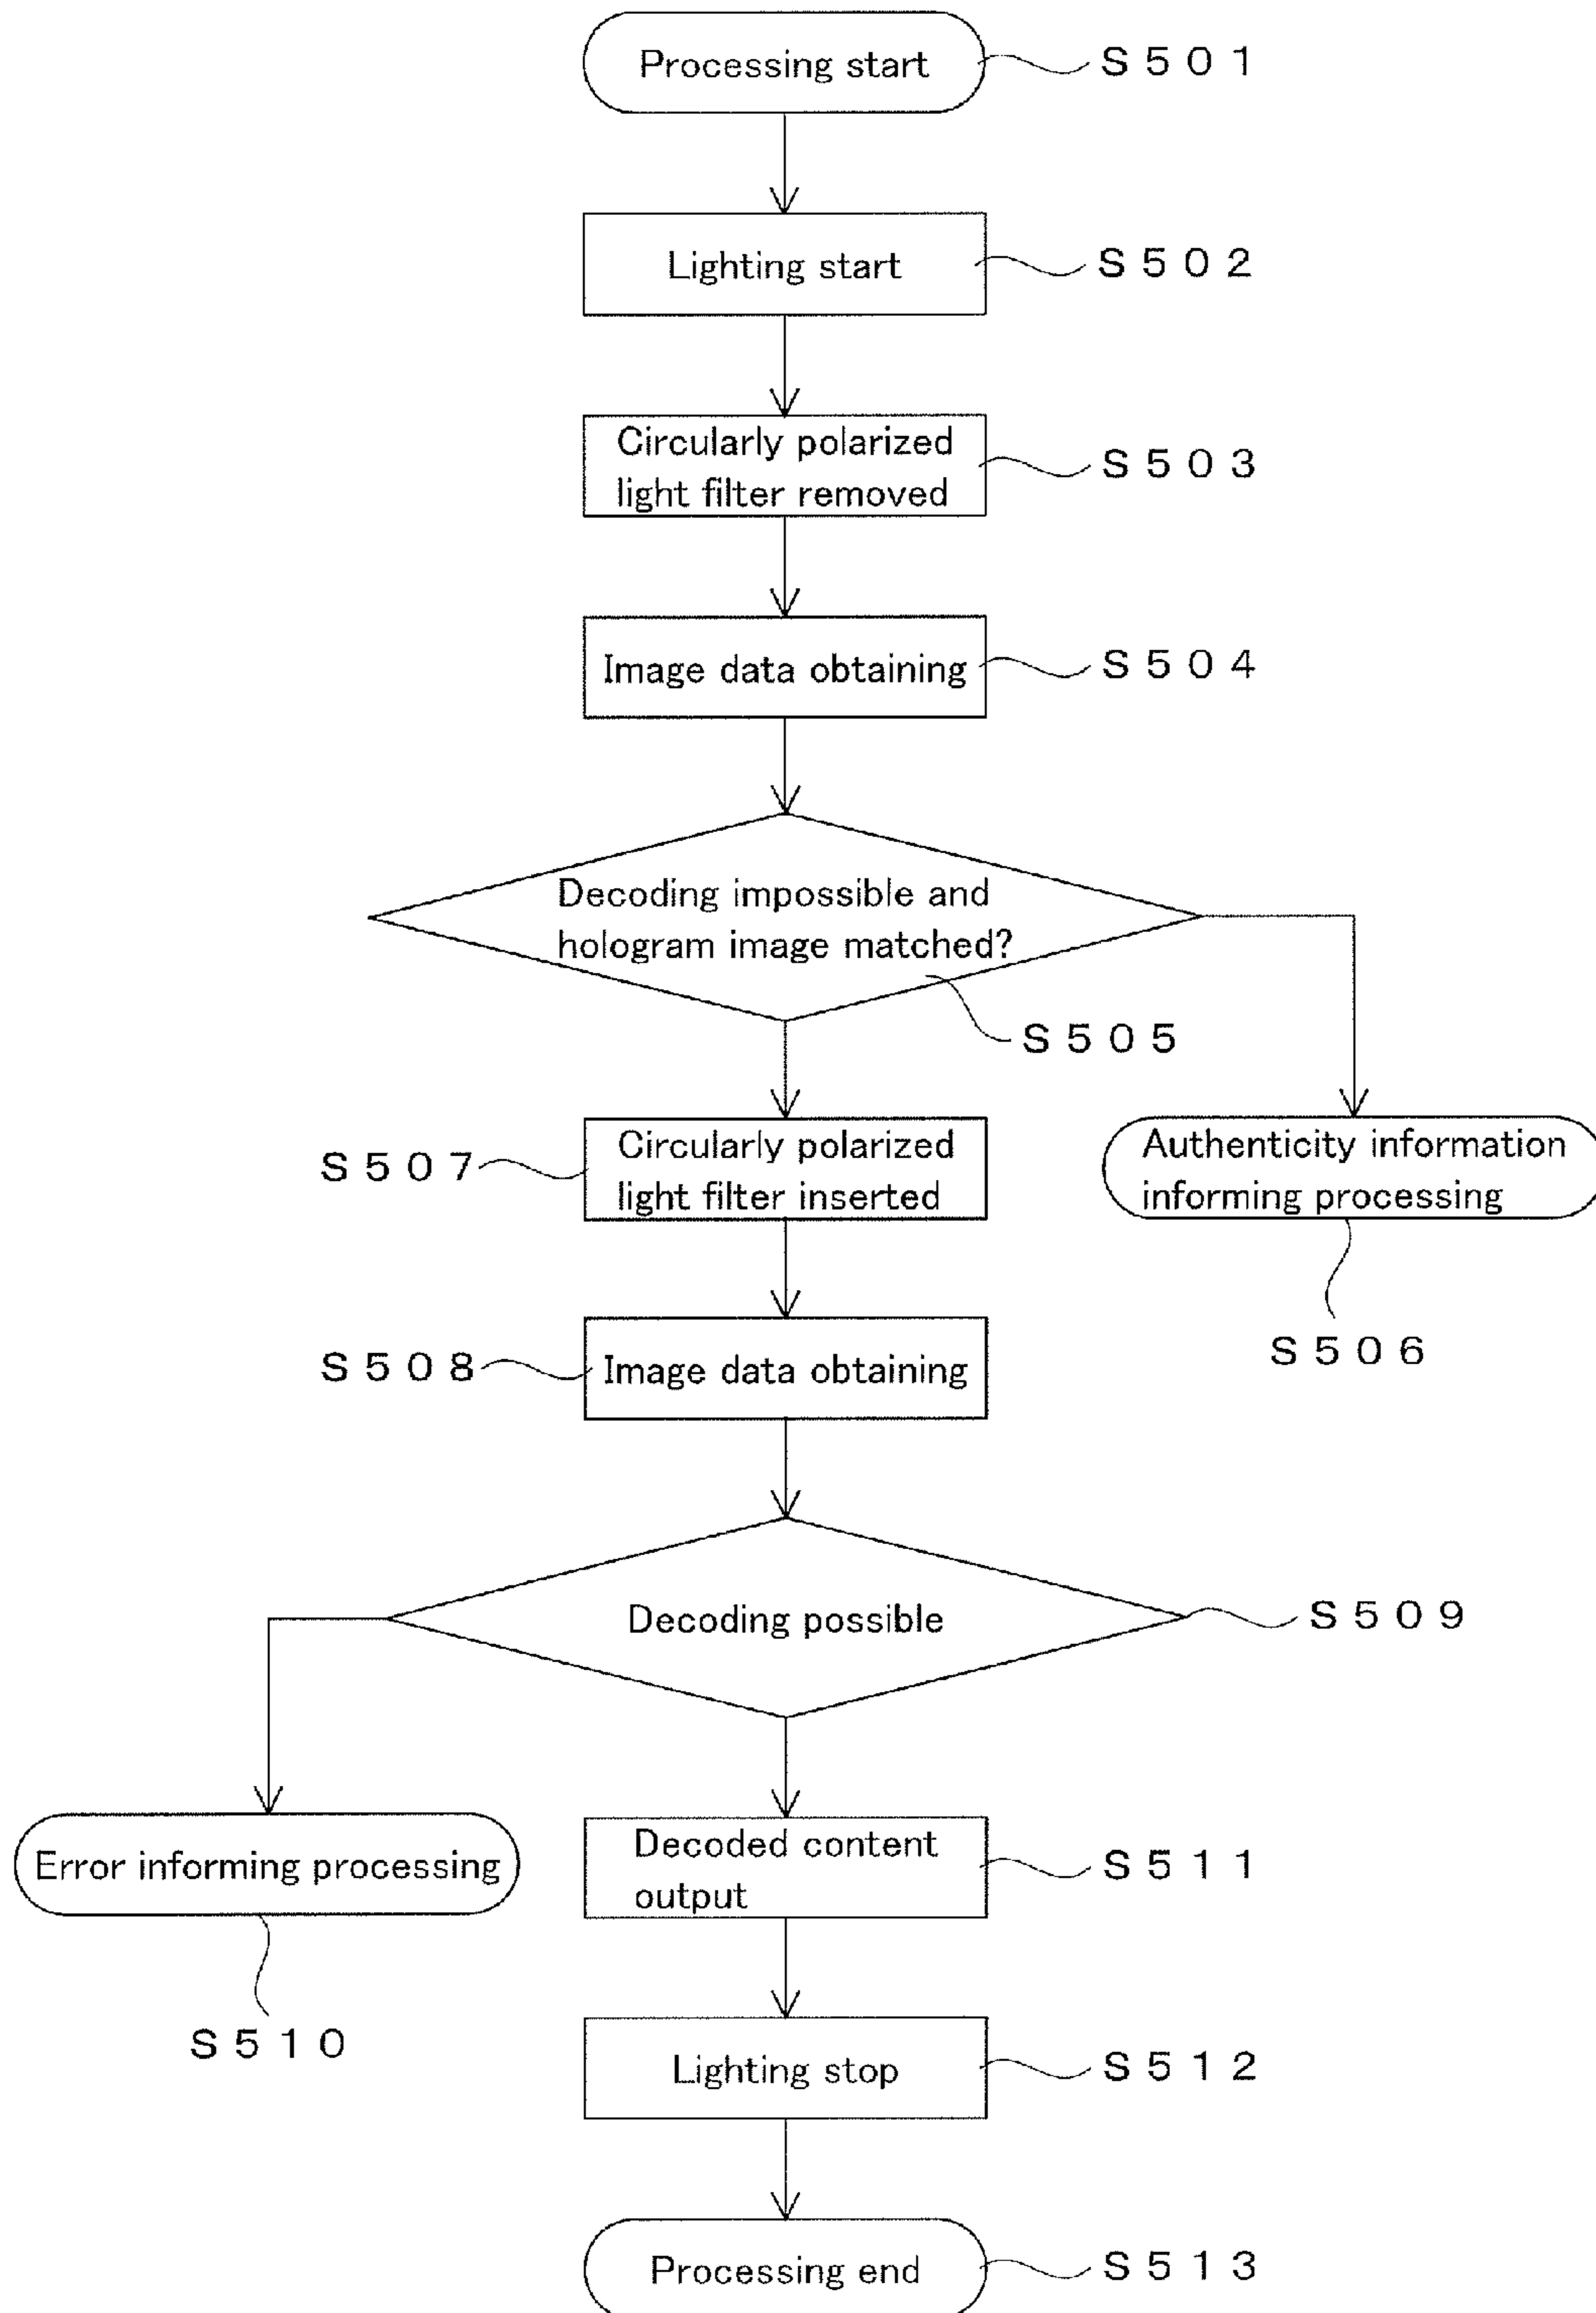 Processing start
S501
Lighting start
S502
Circularly polarized
light filter removed
S503
Image data obtaining
S504
Decoding impossible and
hologram image matched?
S505
S507
Circularly polarized
light filter inserted
Authenticity information
informing processing
S506
S508
Image data obtaining
Decoding possible
S509
Error informing processing
S510
Decoded content
output
S511
Lighting stop
S512
Processing end
S513